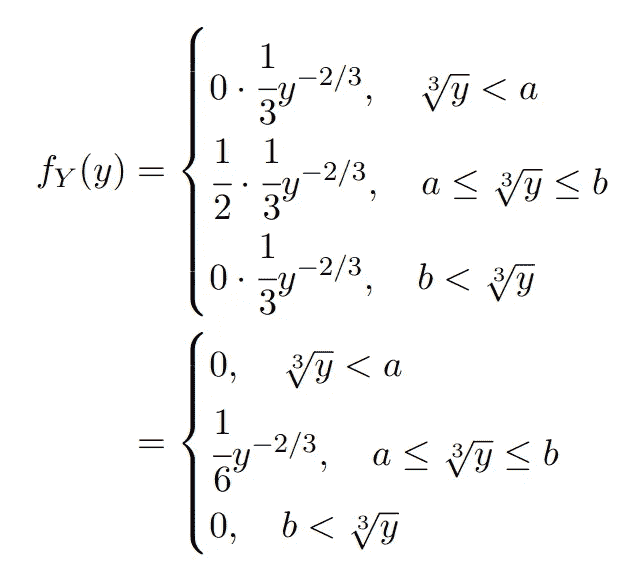 f_Y(y) = { 0 · 1/3 y^{-2/3},  ∛y < a
1/2 · 1/3 y^{-2/3},  a ≤ ∛y ≤ b
0 · 1/3 y^{-2/3},  b < ∛y
= { 0,  ∛y < a
1/6 y^{-2/3},  a ≤ ∛y ≤ b
0,  b < ∛y